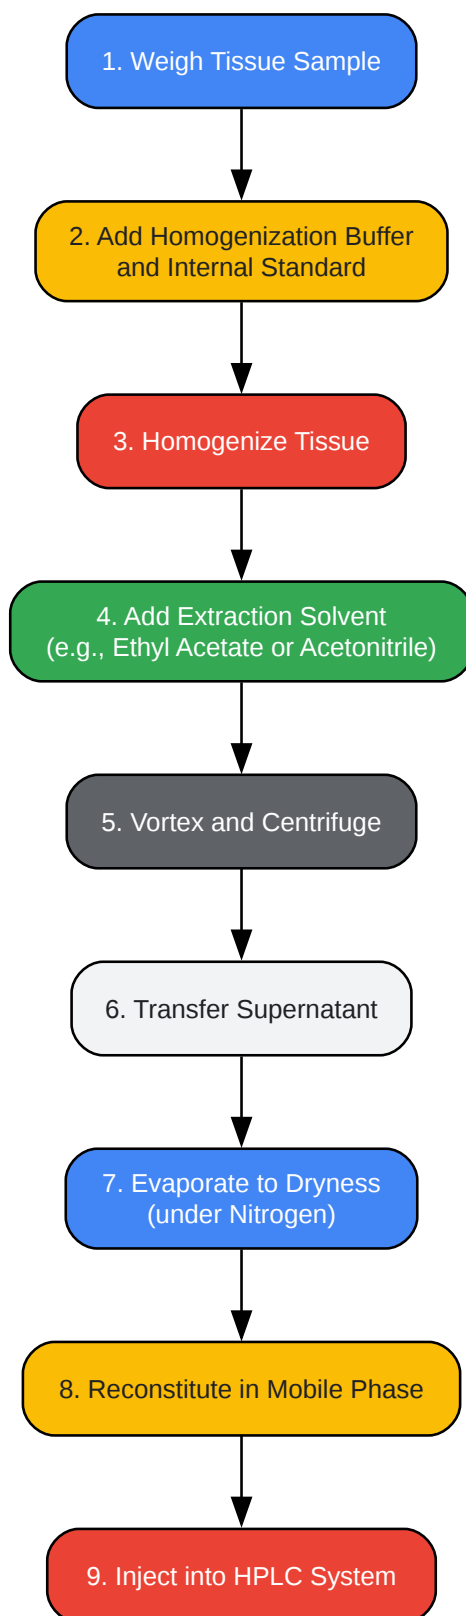 1. Weigh Tissue Sample
2. Add Homogenization Buffer
and Internal Standard
3. Homogenize Tissue
4. Add Extraction Solvent
(e.g., Ethyl Acetate or Acetonitrile)
5. Vortex and Centrifuge
6. Transfer Supernatant
7. Evaporate to Dryness
(under Nitrogen)
8. Reconstitute in Mobile Phase
9. Inject into HPLC System